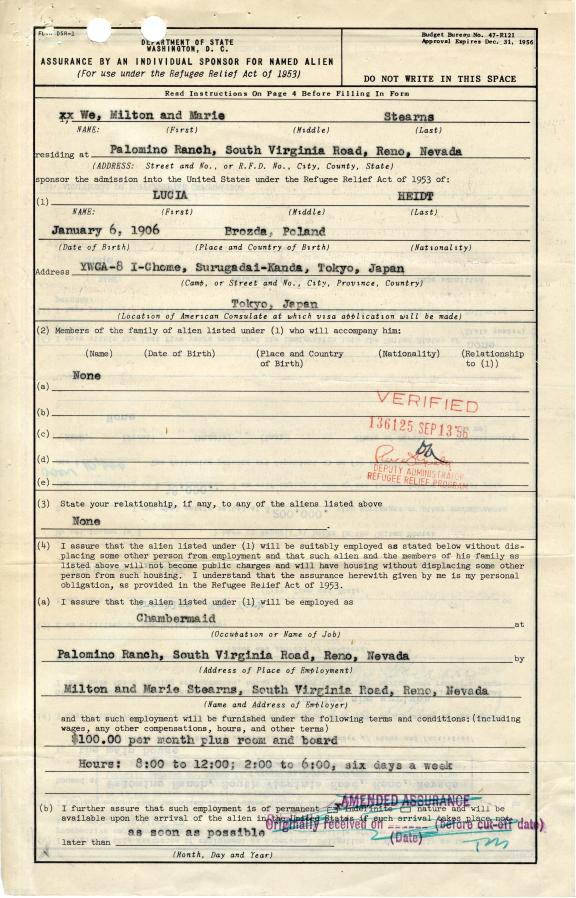 Form DSR-1
DEPARTMENT OF STATE
WASHINGTON, D. C.
ASSURANCE BY AN INDIVIDUAL SPONSOR FOR NAMED ALIEN
(For use under the Refugee Relief Act of 1953)
Budget Bureau No. 47-R121
Approval Expires Dec. 31, 1956
DO NOT WRITE IN THIS SPACE
Read Instructions On Page 4 Before Filling In Form
xx We, Milton and Marie Stearns
NAME: (First) (Middle) (Last)
residing at Palomino Ranch, South Virginia Road, Reno, Nevada
(ADDRESS: Street and No., or R.F.D. No., City, County, State)
sponsor the admission into the United States under the Refugee Relief Act of 1953 of:
(1) LUCIA HEIDT
NAME: (First) (Middle) (Last)
January 6, 1906 Brozda, Poland
(Date of Birth) (Place and Country of Birth) (Nationality)
Address YWCA-8 I-Chome, Surugadai-Kanda, Tokyo, Japan
(Camp, or Street and No., City, Province, Country)
Tokyo, Japan
(Location of American Consulate at which visa application will be made)
(2) Members of the family of alien listed under (1) who will accompany him:
(Name) (Date of Birth) (Place and Country of Birth) (Nationality) (Relationship to (1))
None
(a)
(b)
(c)
(d)
(e)
VERIFIED
136125 SEP 13 '56
DEPUTY ADMINISTRATOR
REFUGEE RELIEF PROGRAM
(3) State your relationship, if any, to any of the aliens listed above
None
(4) I assure that the alien listed under (1) will be suitably employed as stated below without dis-
placing some other person from employment and that such alien and the members of his family as
listed above will not become public charges and will have housing without displacing some other
person from such housing. I understand that the assurance herewith given by me is my personal
obligation, as provided in the Refugee Relief Act of 1953.
(a) I assure that the alien listed under (1) will be employed as
Chambermaid at
(Occupation or Name of Job)
Palomino Ranch, South Virginia Road, Reno, Nevada by
(Address of Place of Employment)
Milton and Marie Stearns, South Virginia Road, Reno, Nevada
(Name and Address of Employer)
and that such employment will be furnished under the following terms and conditions: (including
wages, any other compensations, hours, and other terms)
$100.00 per month plus room and board
Hours: 8:00 to 12:00; 2:00 to 6:00, six days a week
(b) I further assure that such employment is of permanent indefinite nature and will be
available upon the arrival of the alien in the United States if such arrival takes place not
later than as soon as possible
(Month, Day and Year)
AMENDED ASSURANCE
Originally received on (before cut-off date)
(Date)